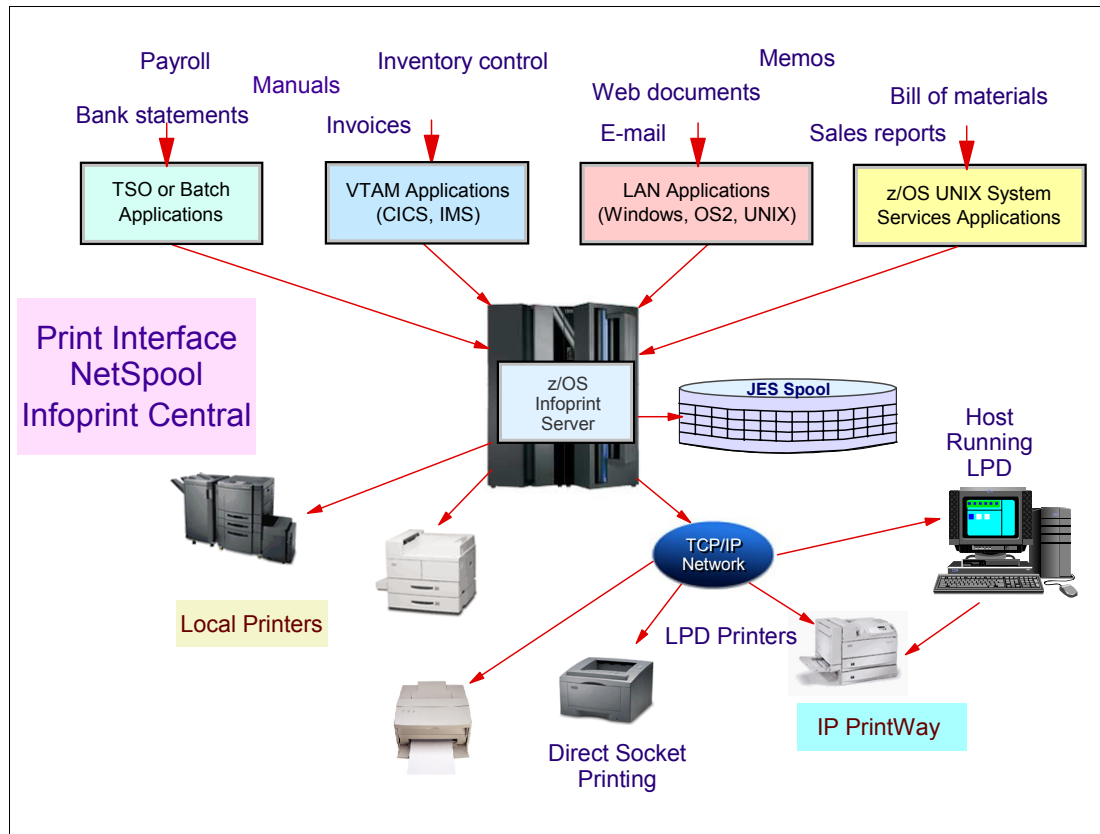 Payroll
Inventory control
Memos
Manuals
Web documents
Bill of materials
Bank statements
Invoices
E-mail
Sales reports
TSO or Batch
Applications
VTAM Applications
(CICS, IMS)
LAN Applications
(Windows, OS2, UNIX)
z/OS UNIX System
Services Applications
Print Interface
NetSpool
Infoprint Central
z/OS
Infoprint
Server
JES Spool
Host
Running
LPD
TCP/IP
Network
Local Printers
LPD Printers
IP PrintWay
Direct Socket
Printing